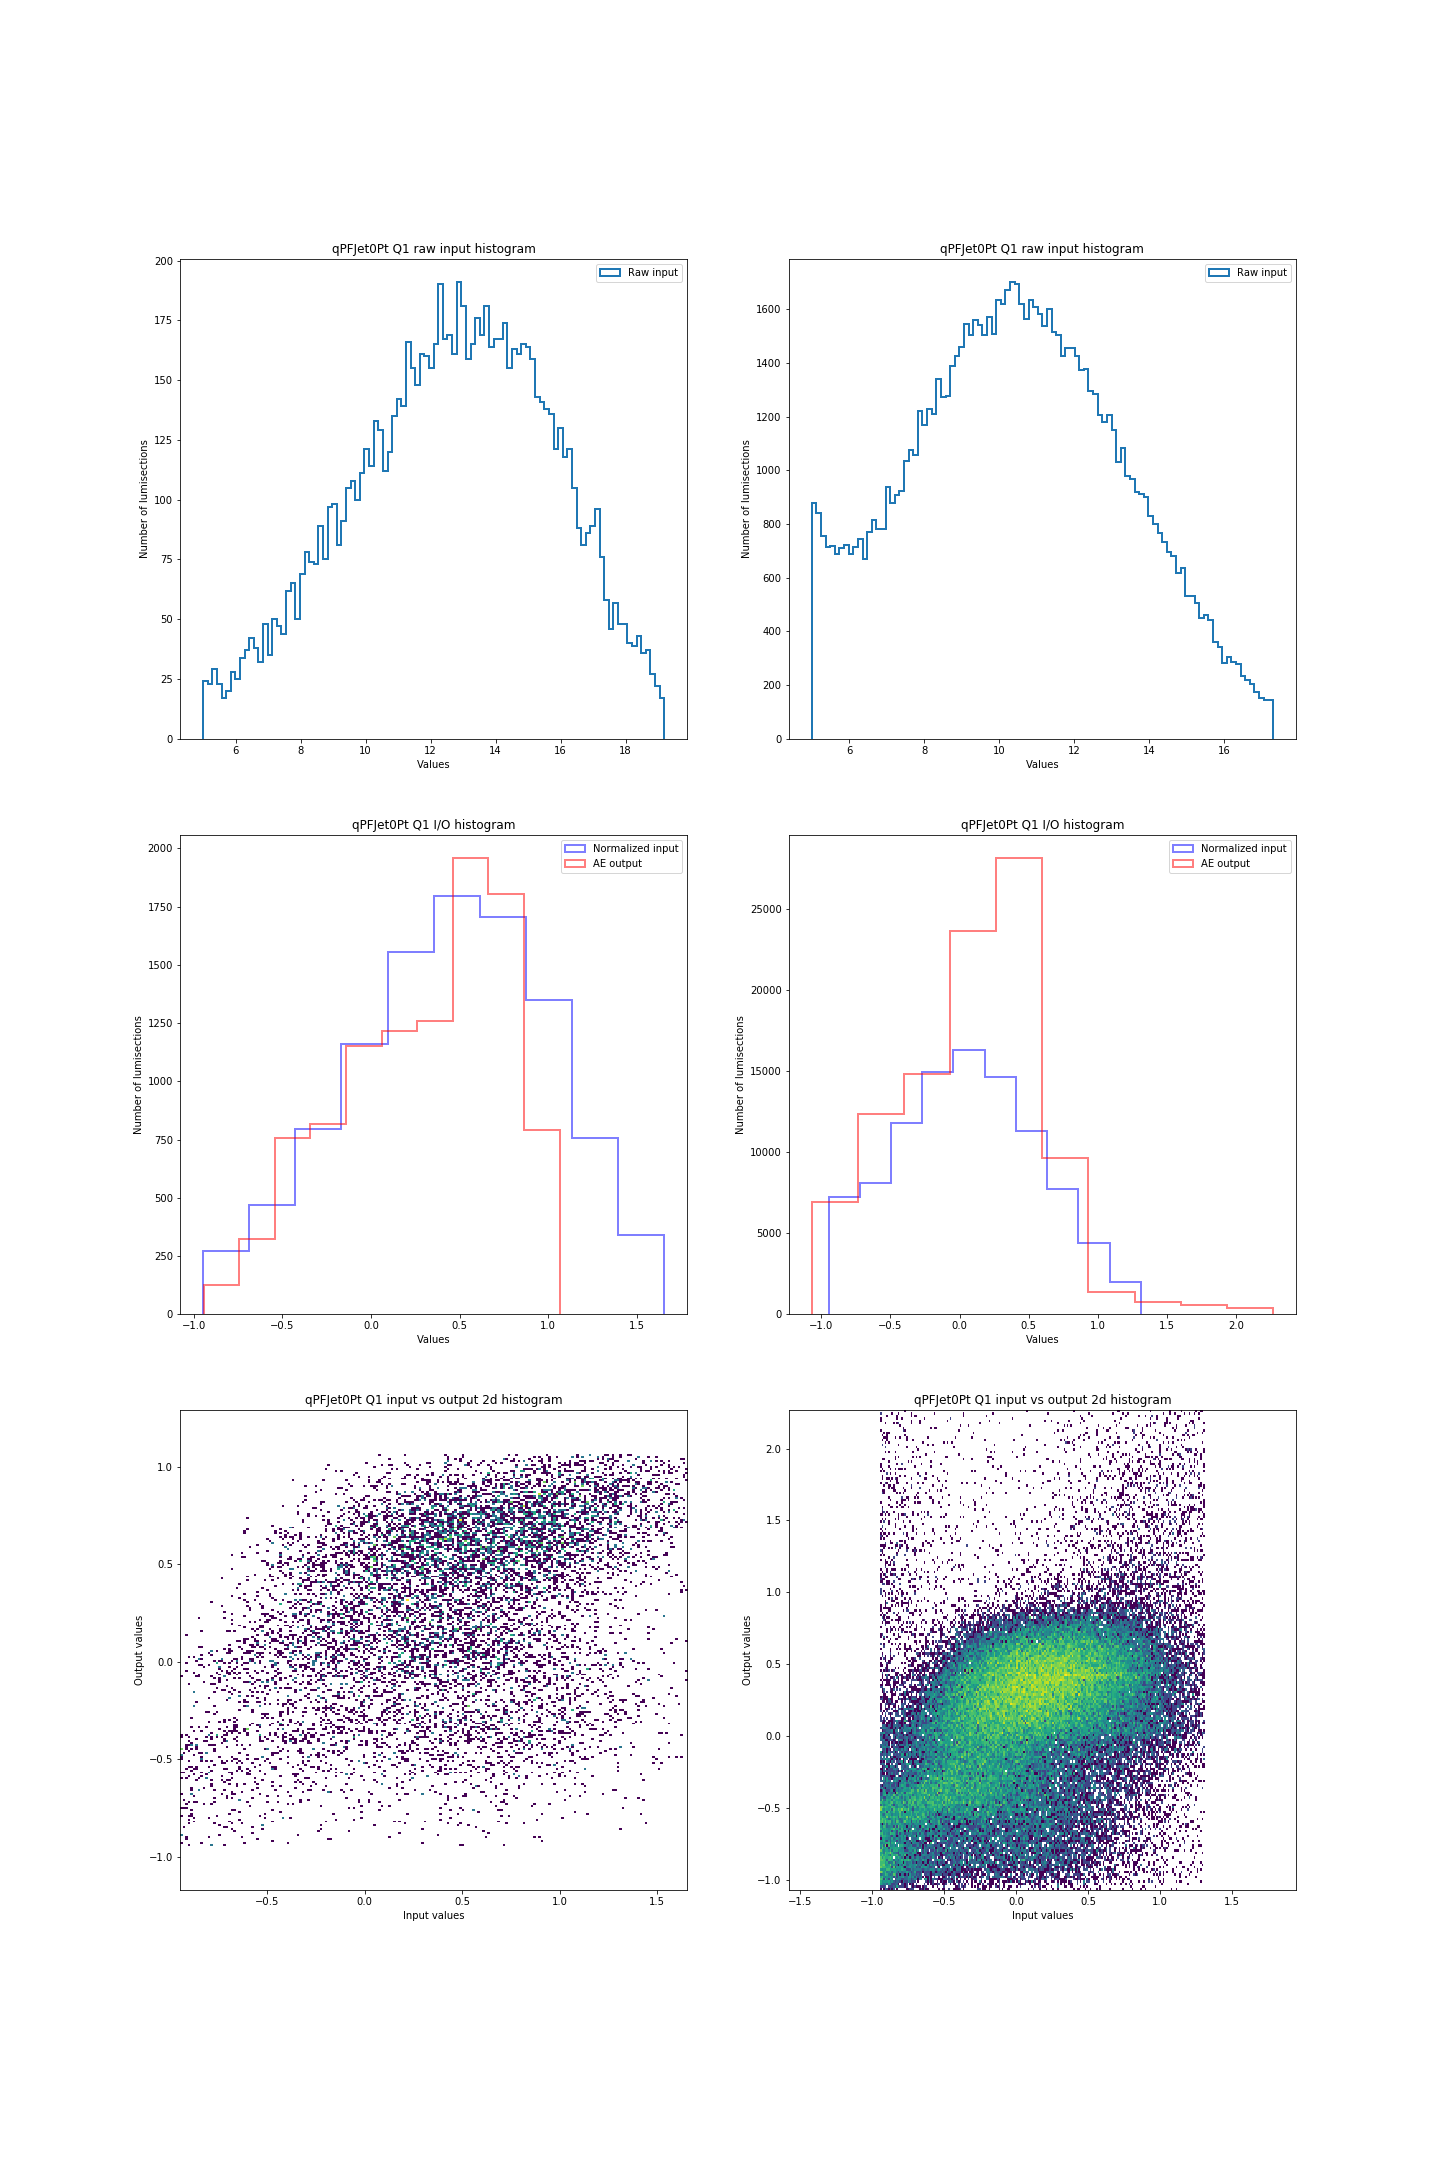 qPFJet0Pt Q1 raw input histogram
Raw input
200
175
150
125
100
75
50
25
0
Number of lumisections
6 8 10 12 14 16 18
Values
qPFJet0Pt Q1 raw input histogram
Raw input
1600
1400
1200
1000
800
600
400
200
0
Number of lumisections
6 8 10 12 14 16
Values
qPFJet0Pt Q1 I/O histogram
Normalized input
AE output
2000
1750
1500
1250
1000
750
500
250
0
Number of lumisections
−1.0 −0.5 0.0 0.5 1.0 1.5
Values
qPFJet0Pt Q1 I/O histogram
Normalized input
AE output
25000
20000
15000
10000
5000
0
Number of lumisections
−1.0 −0.5 0.0 0.5 1.0 1.5 2.0
Values
qPFJet0Pt Q1 input vs output 2d histogram
1.0
0.5
0.0
−0.5
−1.0
Output values
−0.5 0.0 0.5 1.0 1.5
Input values
qPFJet0Pt Q1 input vs output 2d histogram
2.0
1.5
1.0
0.5
0.0
−0.5
−1.0
Output values
−1.5 −1.0 −0.5 0.0 0.5 1.0 1.5
Input values